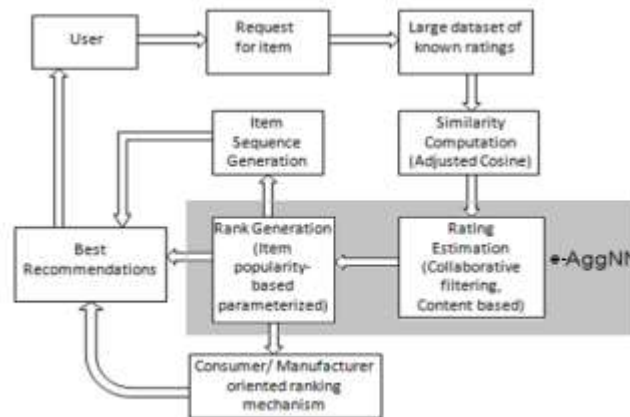 User
Request
for item
Large dataset of
known ratings
Item
Sequence
Generation
Similarity
Computation
(Adjusted Cosine)
Rank Generation
(Item
popularity-
based
parameterized)
Rating
Estimation
(Collaborative
filtering,
Content based)
e-AggNN
Best
Recommendations
Consumer/ Manufacturer
oriented ranking
mechanism